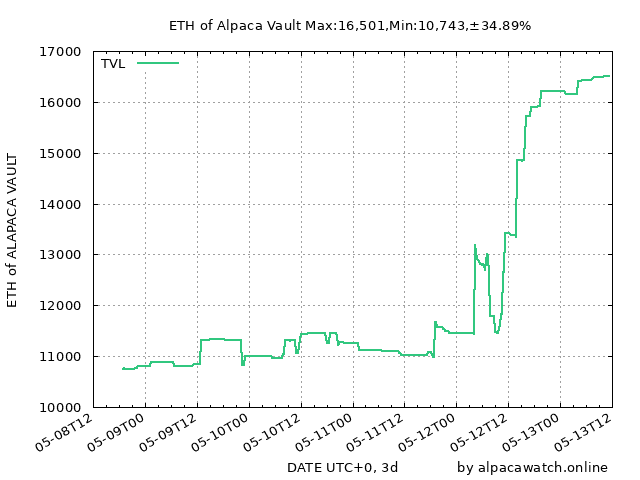 ETH of Alpaca Vault Max:16,501,Min:10,743,±34.89%
TVL
17000
16000
15000
14000
13000
12000
11000
10000
ETH of ALAPACA VAULT
05-08T12
05-09T00
05-09T12
05-10T00
05-10T12
05-11T00
05-11T12
05-12T00
05-12T12
05-13T00
05-13T12
DATE UTC+0, 3d
by alpacawatch.online